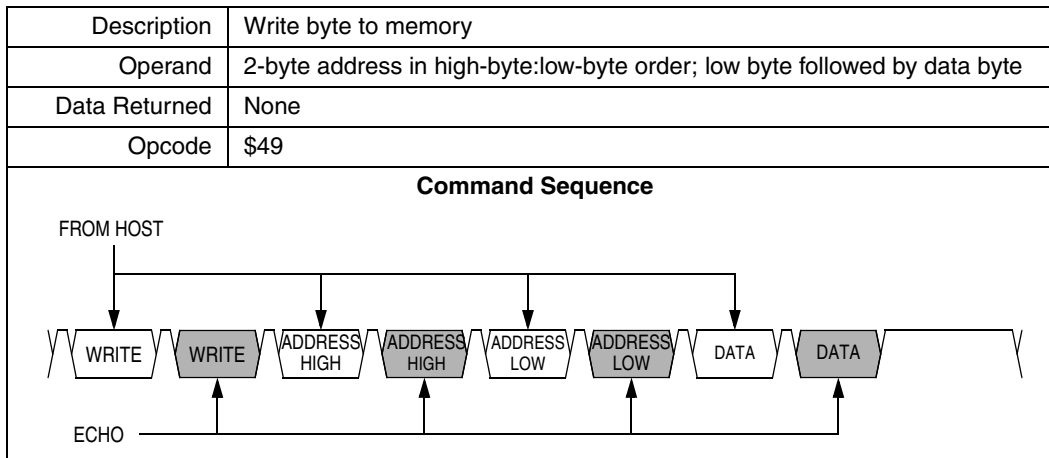 Description Write byte to memory
Operand 2-byte address in high-byte:low-byte order; low byte followed by data byte
Data Returned None
Opcode $49
Command Sequence
FROM HOST
WRITE WRITE ADDRESS HIGH ADDRESS HIGH ADDRESS LOW ADDRESS LOW DATA DATA
ECHO